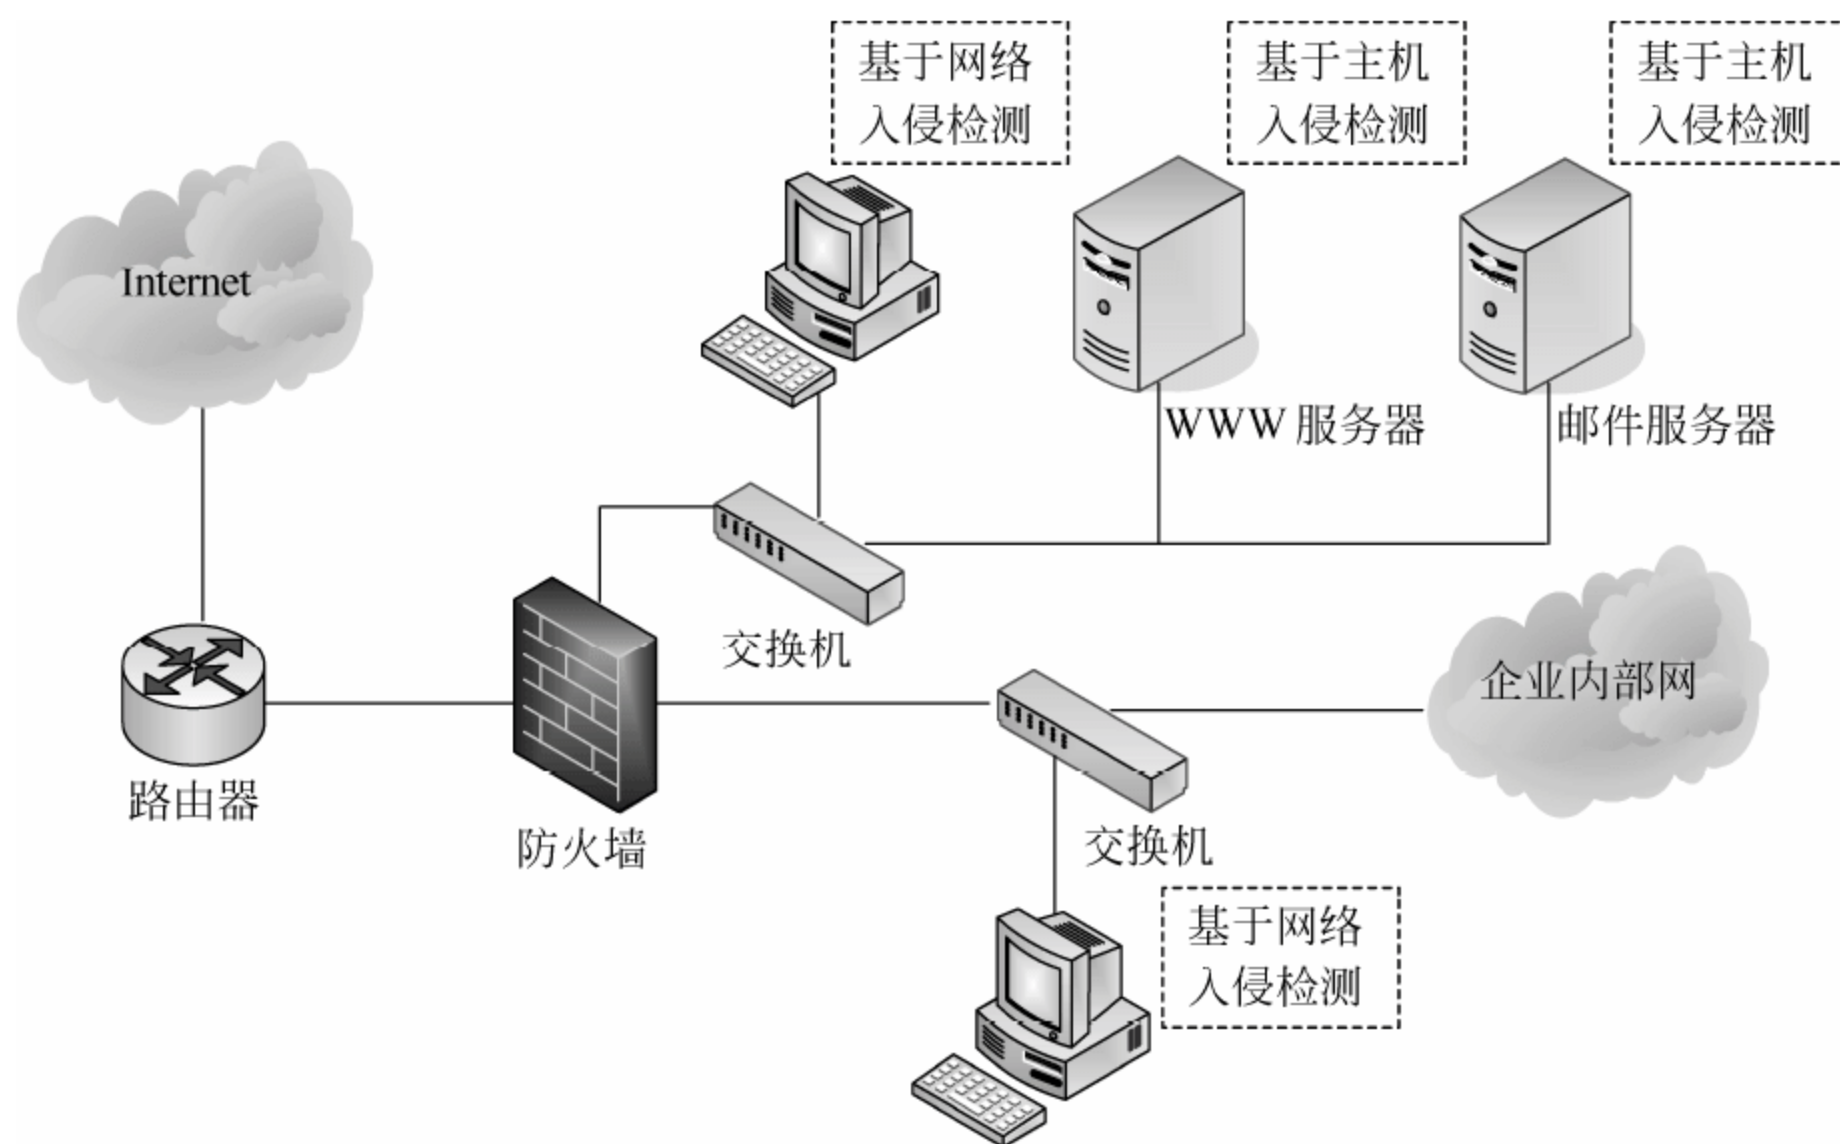 基于网络
入侵检测
基于主机
入侵检测
基于主机
入侵检测
Internet
WWW 服务器
邮件服务器
交换机
企业内部网
路由器
防火墙
交换机
基于网络
入侵检测